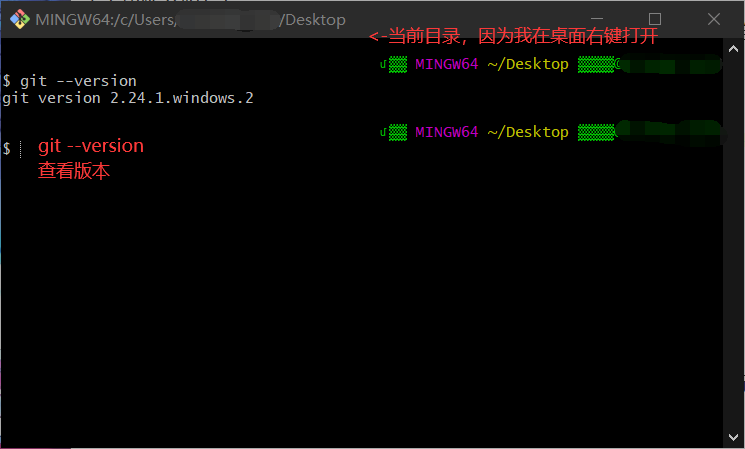 MINGW64:/c/Users/ /Desktop
<-当前目录，因为我在桌面右键打开
MINGW64 ~/Desktop
$ git --version
git version 2.24.1.windows.2
MINGW64 ~/Desktop
$
git --version
查看版本